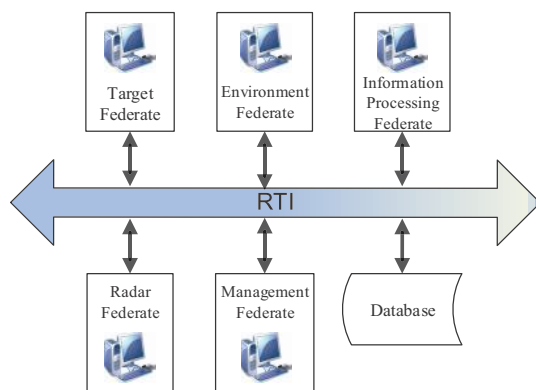 Target
Federate
Environment
Federate
Information
Processing
Federate
RTI
Radar
Federate
Management
Federate
Database